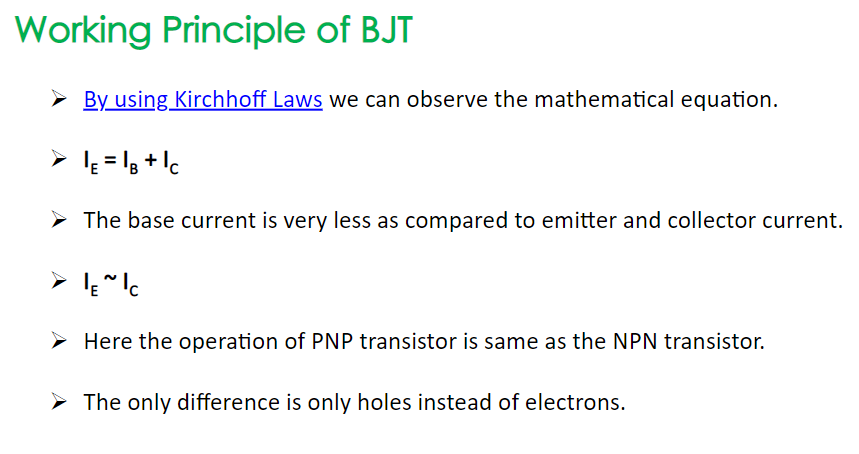 Working Principle of BJT
➢ By using Kirchhoff Laws we can observe the mathematical equation.
➢ I_E = I_B + I_C
➢ The base current is very less as compared to emitter and collector current.
➢ I_E ~ I_C
➢ Here the operation of PNP transistor is same as the NPN transistor.
➢ The only difference is only holes instead of electrons.